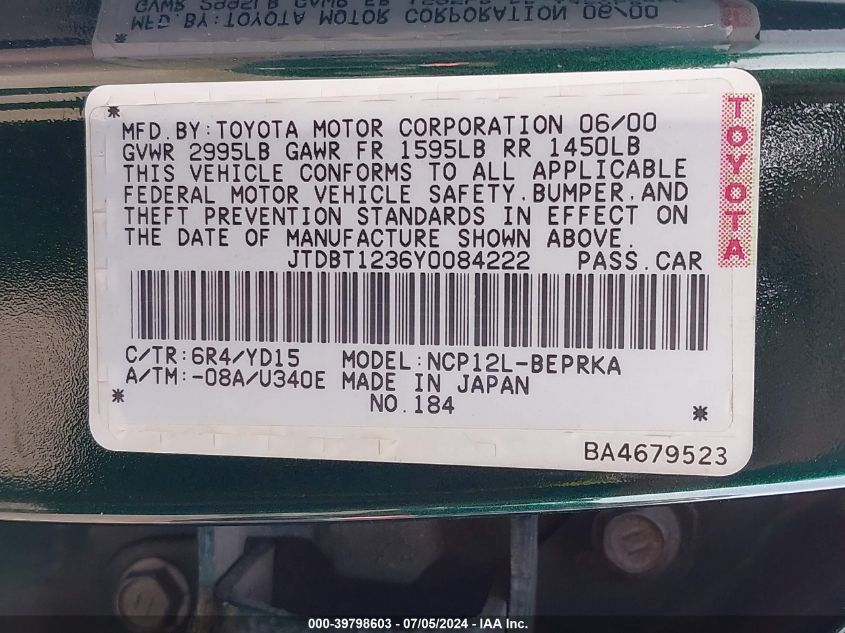 MFD.BY:TOYOTA MOTOR CORPORATION 06/00
GVWR 2995LB GAWR FR 1595LB RR 1450LB
THIS VEHICLE CONFORMS TO ALL APPLICABLE
FEDERAL MOTOR VEHICLE SAFETY,BUMPER,AND
THEFT PREVENTION STANDARDS IN EFFECT ON
THE DATE OF MANUFACTURE SHOWN ABOVE.
JTDBT1236Y0084222 PASS.CAR
C/TR:6R4/YD15 MODEL:NCP12L-BEPRKA
A/TM:-08A/U340E MADE IN JAPAN
NO.184
TOYOTA
BA4679523
000-39798603 - 07/05/2024 - IAA Inc.